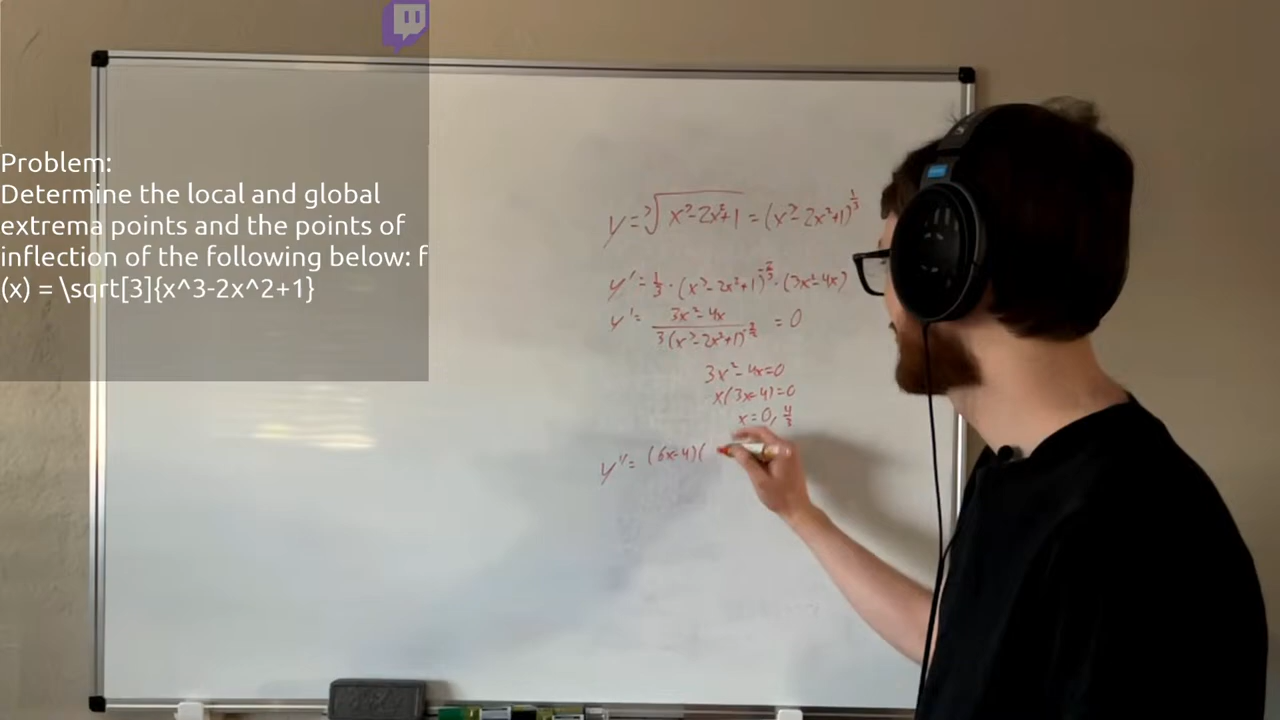 Problem:
Determine the local and global
extrema points and the points of
inflection of the following below: f
(x) = \sqrt[3]{x^3-2x^2+1}
y = ∛(x³-2x²+1) = (x³-2x²+1)^(1/3)
y' = 1/3 · (x³-2x²+1)^(-2/3) · (3x²-4x)
y' = (3x²-4x) / (3(x³-2x²+1)^(-2/3)) = 0
3x²-4x=0
x(3x-4)=0
x=0, 4/3
y''= (6x-4)(